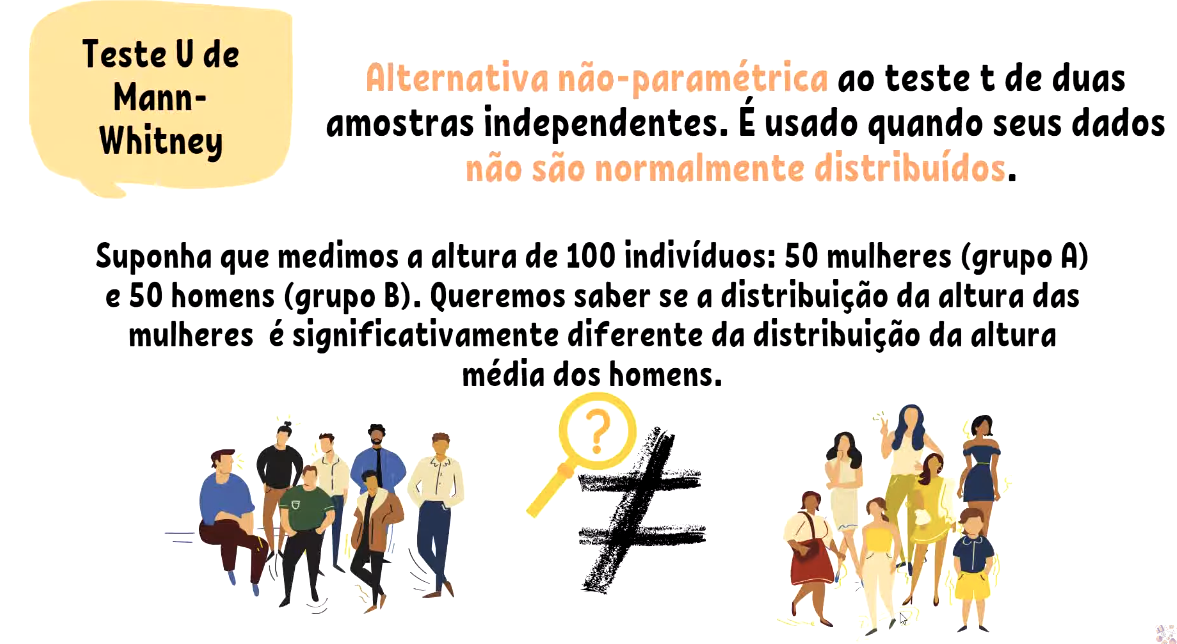 Teste U de
Mann-
Whitney
Alternativa não-paramétrica ao teste t de duas
amostras independentes. É usado quando seus dados
não são normalmente distribuídos.
Suponha que medimos a altura de 100 indivíduos: 50 mulheres (grupo A)
e 50 homens (grupo B). Queremos saber se a distribuição da altura das
mulheres é significativamente diferente da distribuição da altura
média dos homens.
?
≠